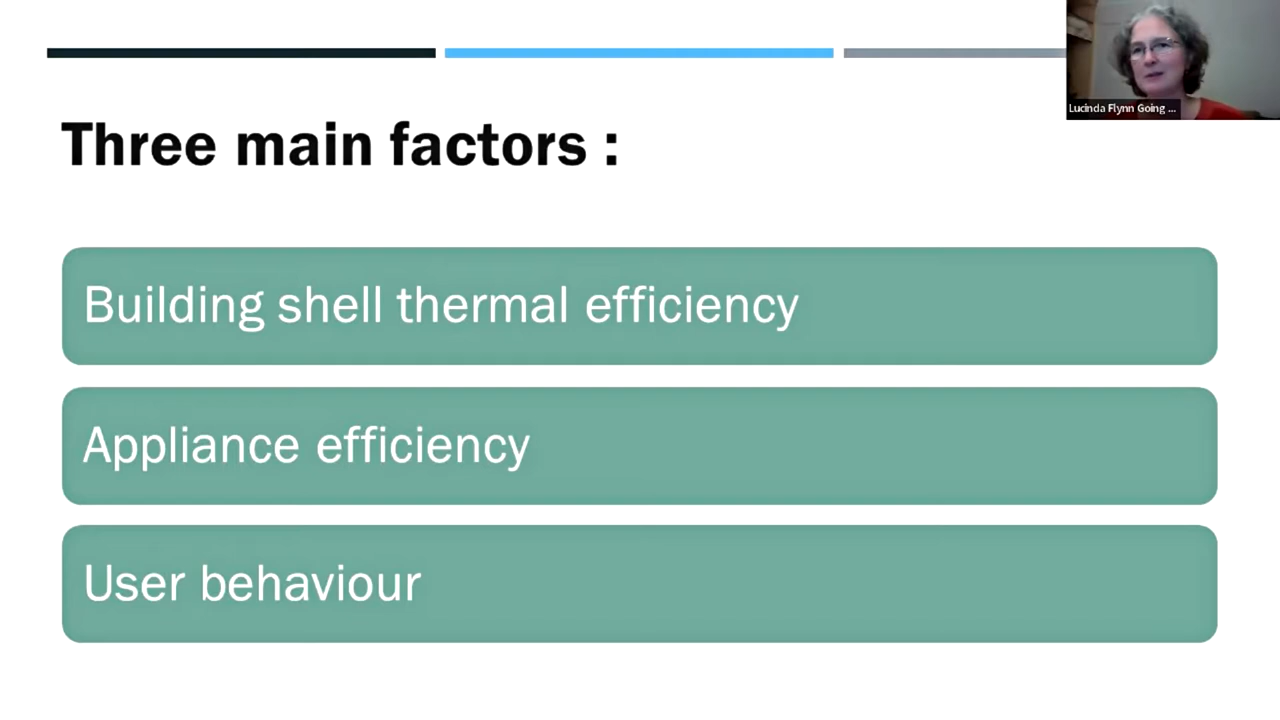 Lucinda Flynn Going ...
Three main factors :
Building shell thermal efficiency
Appliance efficiency
User behaviour